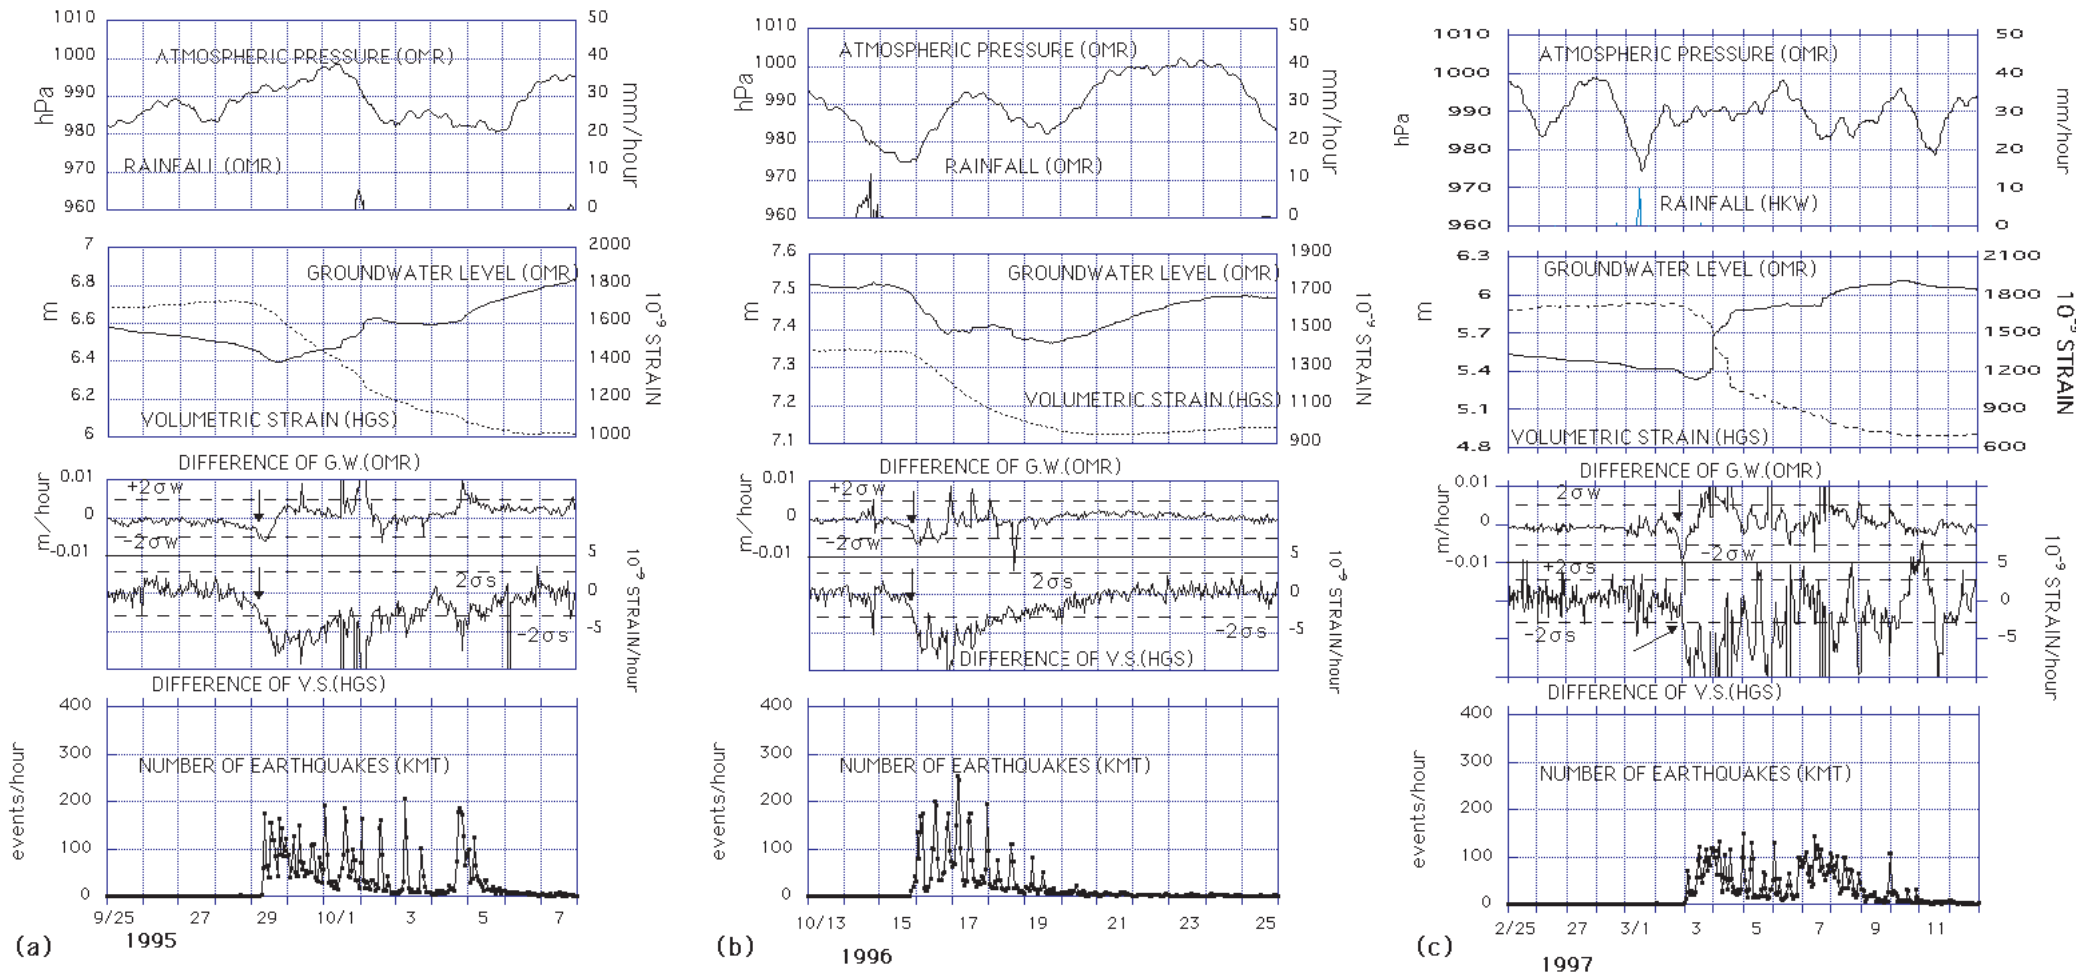 1010 50
1000 40
990 30
980 20
970 10
960 0
hPa
mm/hour
ATMOSPHERIC PRESSURE (OMR)
RAINFALL (OMR)
7 2000
6.8 1800
6.6 1600
6.4 1400
6.2 1200
6 1000
m
10⁻⁹ STRAIN
GROUNDWATER LEVEL (OMR)
VOLUMETRIC STRAIN (HGS)
DIFFERENCE OF G.W.(OMR)
0.01
0
-0.01
m/hour
+2σw
-2σw
5
0
-5
10⁻⁹ STRAIN/hour
2σs
-2σs
DIFFERENCE OF V.S.(HGS)
400
300
200
100
0
events/hour
NUMBER OF EARTHQUAKES (KMT)
9/25 27 29 10/1 3 5 7
(a) 1995
1010 50
1000 40
990 30
980 20
970 10
960 0
hPa
mm/hour
ATMOSPHERIC PRESSURE (OMR)
RAINFALL (OMR)
7.6 1900
7.5 1700
7.4 1500
7.3 1300
7.2 1100
7.1 900
m
10⁻⁹ STRAIN
GROUNDWATER LEVEL (OMR)
VOLUMETRIC STRAIN (HGS)
DIFFERENCE OF G.W.(OMR)
0.01
0
-0.01
m/hour
+2σw
-2σw
5
0
-5
10⁻⁹ STRAIN/hour
2σs
-2σs
DIFFERENCE OF V.S.(HGS)
400
300
200
100
0
events/hour
NUMBER OF EARTHQUAKES (KMT)
10/13 15 17 19 21 23 25
(b) 1996
1010 50
1000 40
990 30
980 20
970 10
960 0
hPa
mm/hour
ATMOSPHERIC PRESSURE (OMR)
RAINFALL (HKW)
6.3 2100
6 1800
5.7 1500
5.4 1200
5.1 900
4.8 600
m
10⁻⁹ STRAIN
GROUNDWATER LEVEL (OMR)
VOLUMETRIC STRAIN (HGS)
DIFFERENCE OF G.W.(OMR)
0.01
0
-0.01
m/hour
2σw
-2σw
+2σs
-2σs
5
0
-5
10⁻⁹ STRAIN/hour
DIFFERENCE OF V.S.(HGS)
400
300
200
100
0
events/hour
NUMBER OF EARTHQUAKES (KMT)
2/25 27 3/1 3 5 7 9 11
(c) 1997